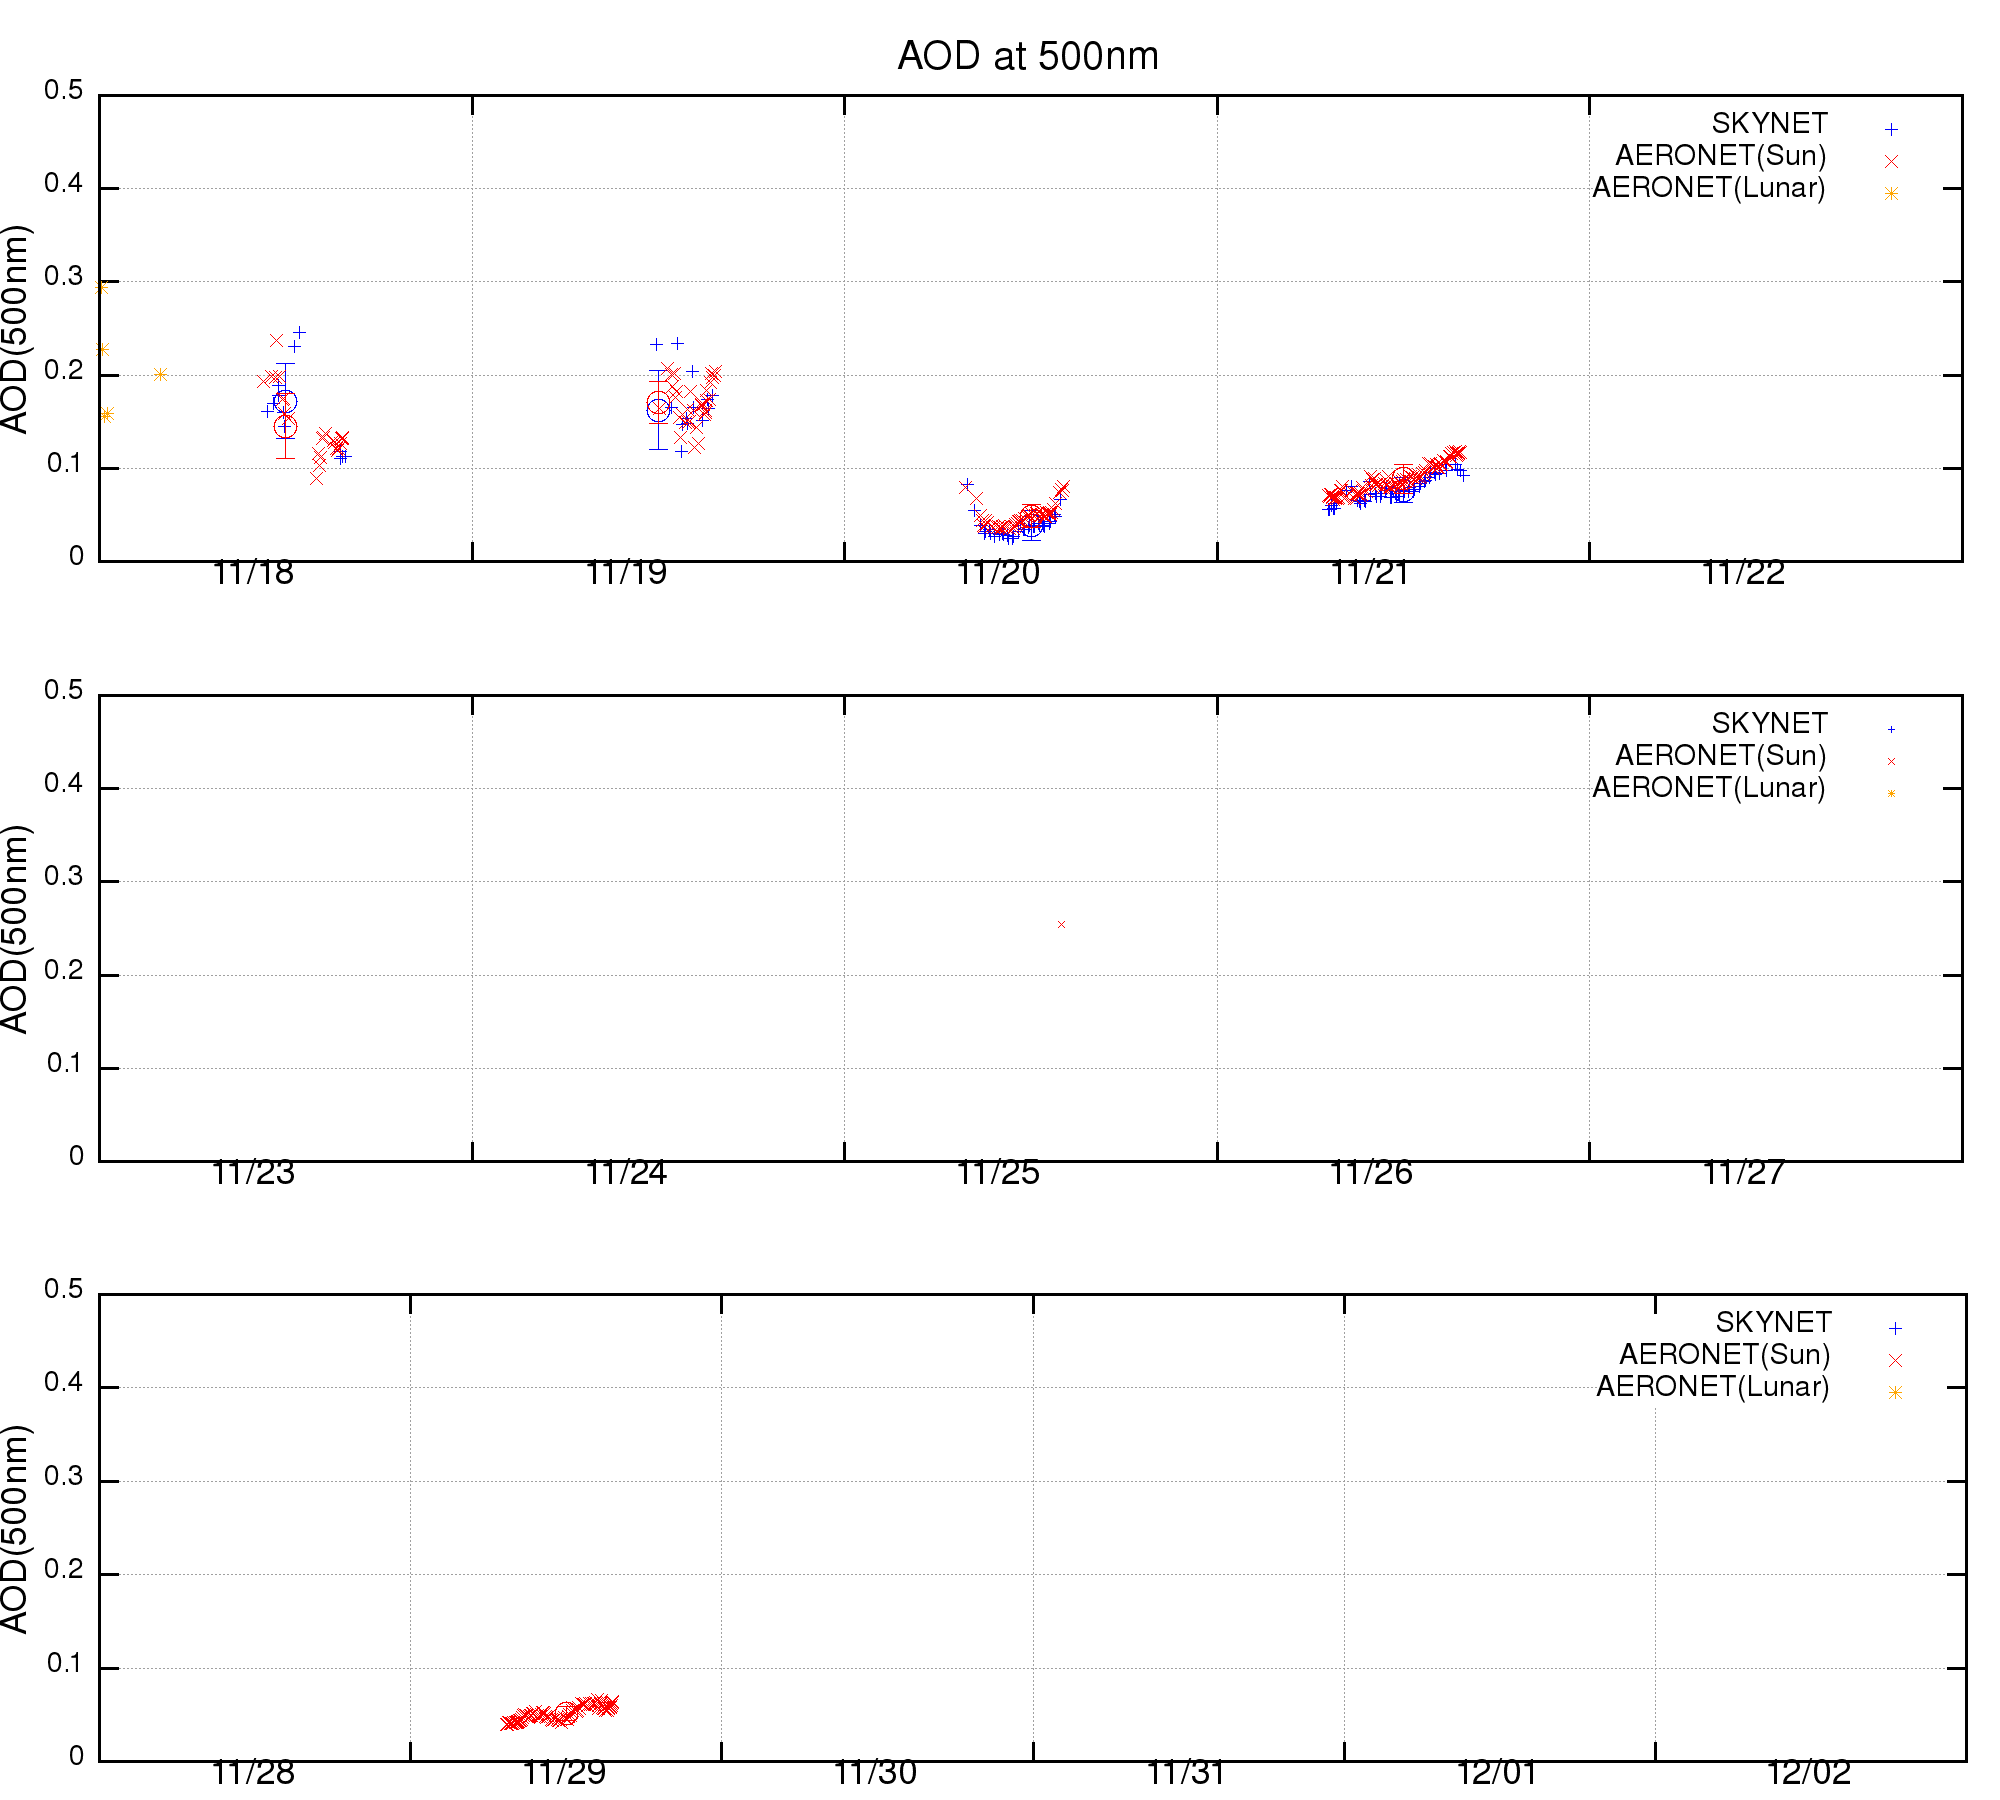 AOD at 500nm
AOD(500nm)
0.5
0.4
0.3
0.2
0.1
0
SKYNET
AERONET(Sun)
AERONET(Lunar)
11/18 11/19 11/20 11/21 11/22
AOD(500nm)
0.5
0.4
0.3
0.2
0.1
0
SKYNET
AERONET(Sun)
AERONET(Lunar)
11/23 11/24 11/25 11/26 11/27
AOD(500nm)
0.5
0.4
0.3
0.2
0.1
0
SKYNET
AERONET(Sun)
AERONET(Lunar)
11/28 11/29 11/30 11/31 12/01 12/02